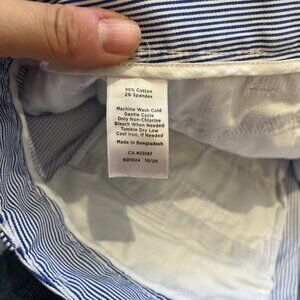 98% Cotton
2% Spandex
Machine Wash Cold
Gentle Cycle
Only Non-Chlorine
Bleach When Needed
Tumble Dry Low
Cool Iron, if Needed
Made in Bangladesh
CA #23147
BD1024 10/20